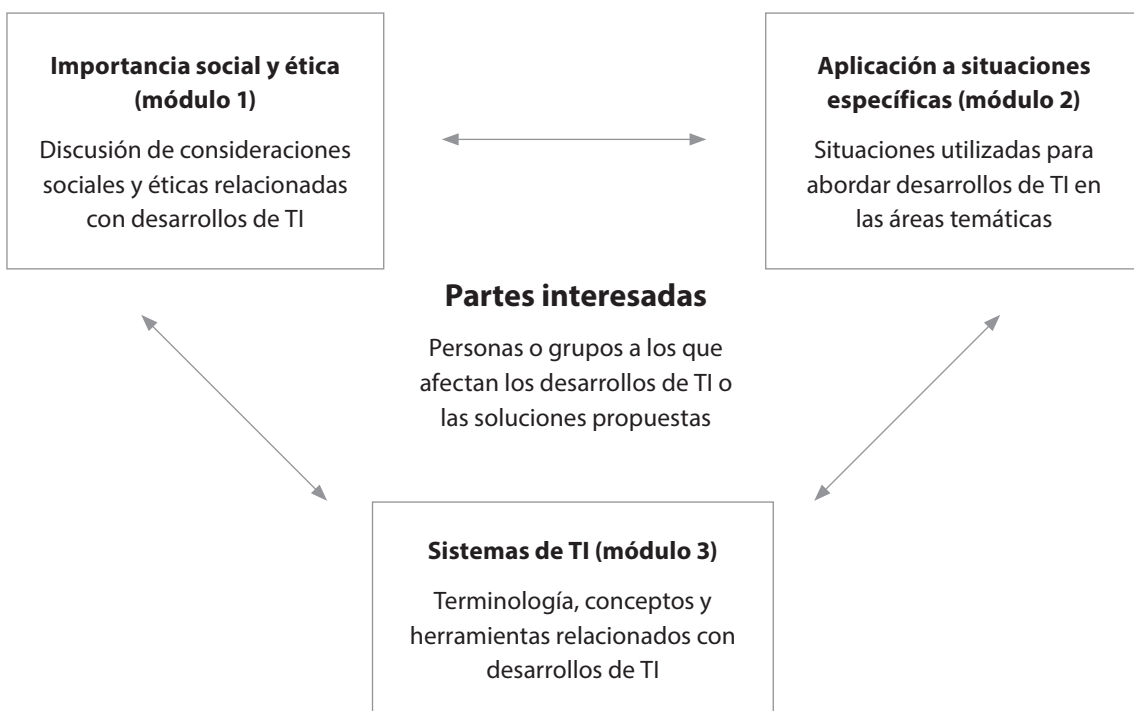 Importancia social y ética
(módulo 1)
Discusión de consideraciones
sociales y éticas relacionadas
con desarrollos de TI
Aplicación a situaciones
específicas (módulo 2)
Situaciones utilizadas para
abordar desarrollos de TI en
las áreas temáticas
Partes interesadas
Personas o grupos a los que
afectan los desarrollos de TI o
las soluciones propuestas
Sistemas de TI (módulo 3)
Terminología, conceptos y
herramientas relacionados con
desarrollos de TI